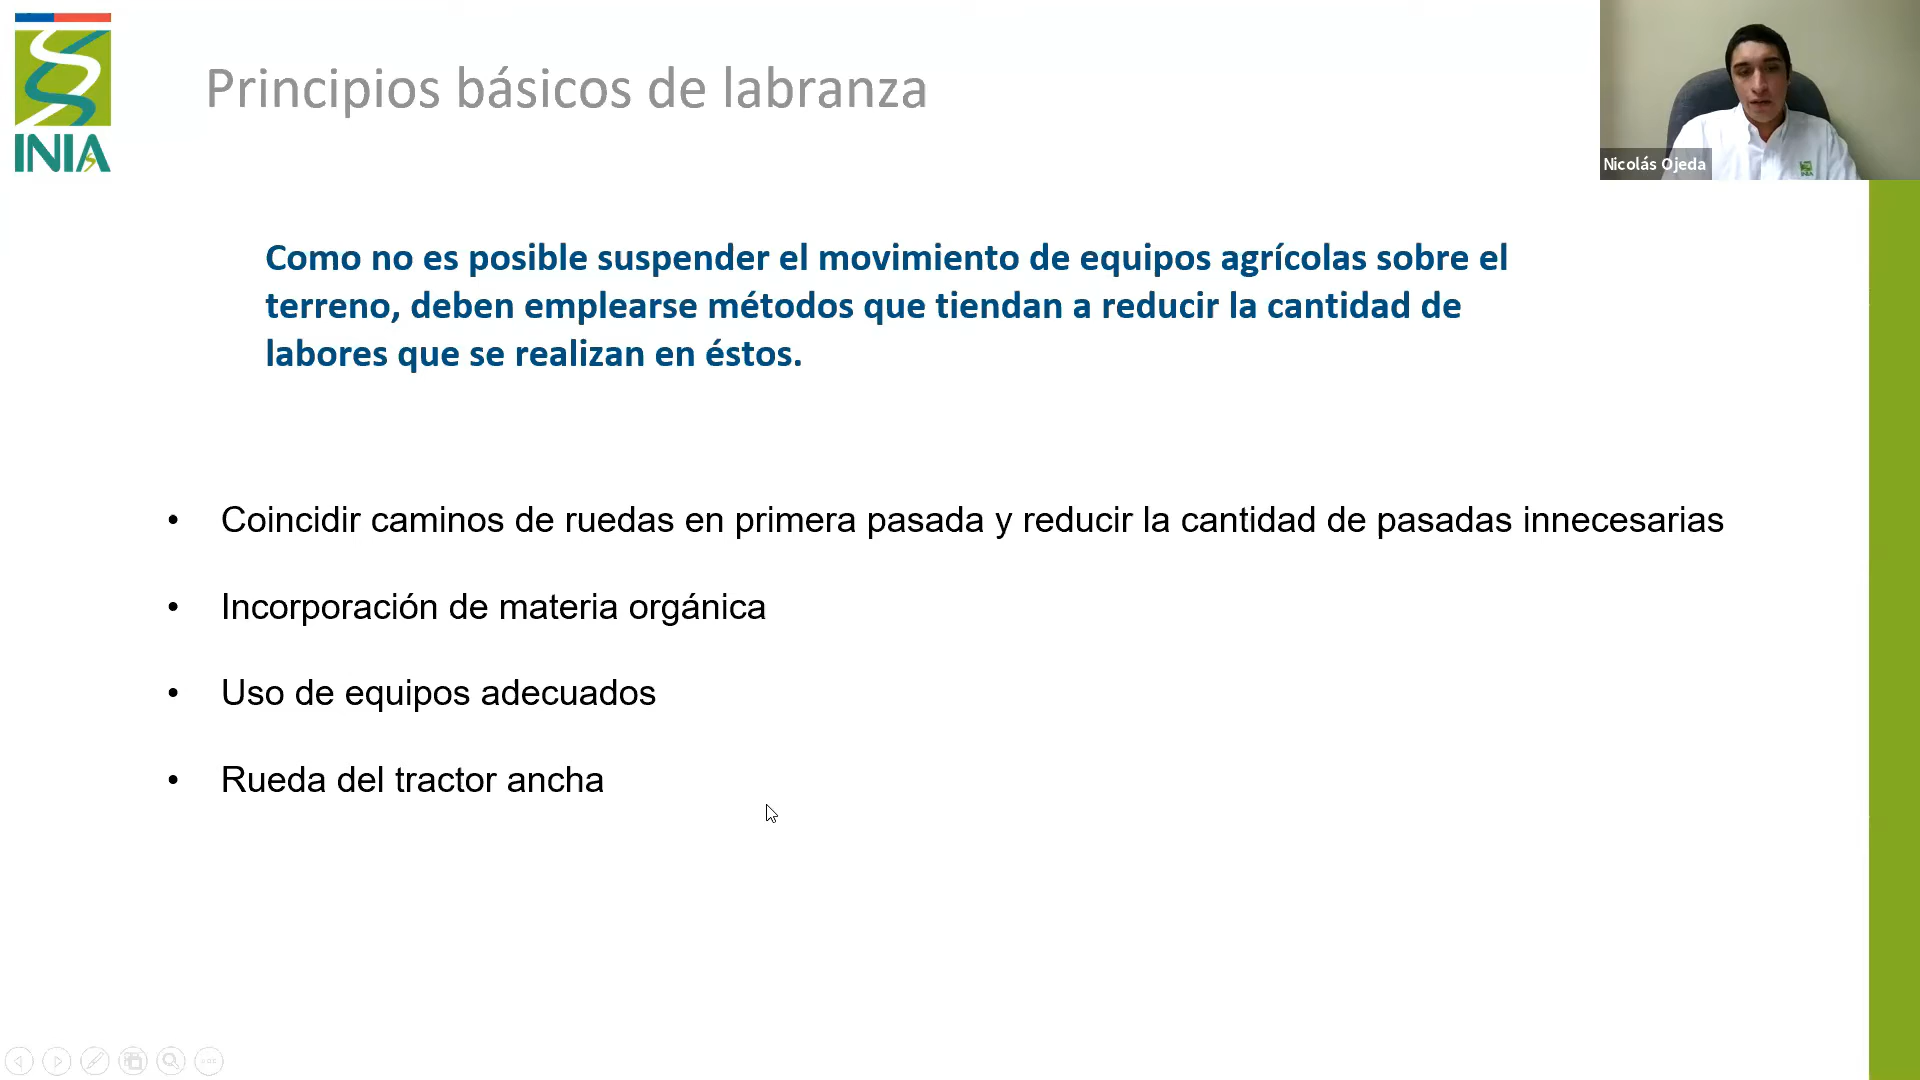 INIA
Principios básicos de labranza
Nicolás Ojeda
INIA
Como no es posible suspender el movimiento de equipos agrícolas sobre el
terreno, deben emplearse métodos que tiendan a reducir la cantidad de
labores que se realizan en éstos.
• Coincidir caminos de ruedas en primera pasada y reducir la cantidad de pasadas innecesarias
• Incorporación de materia orgánica
• Uso de equipos adecuados
• Rueda del tractor ancha